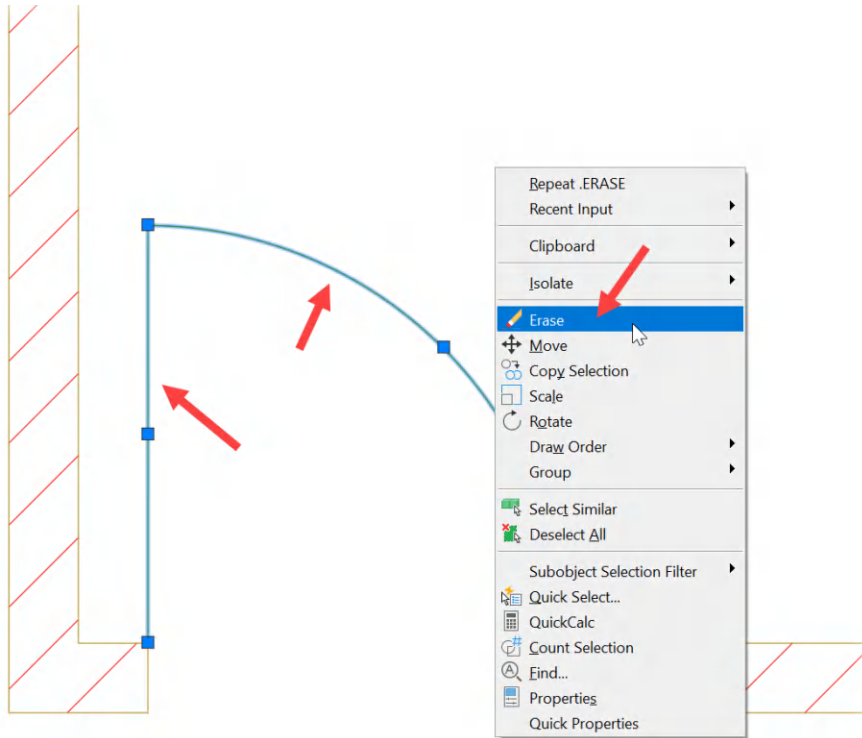 Repeat .ERASE
Recent Input
Clipboard
Isolate
Erase
Move
Copy Selection
Scale
Rotate
Draw Order
Group
Select Similar
Deselect All
Subobject Selection Filter
Quick Select...
QuickCalc
Count Selection
Find...
Properties
Quick Properties